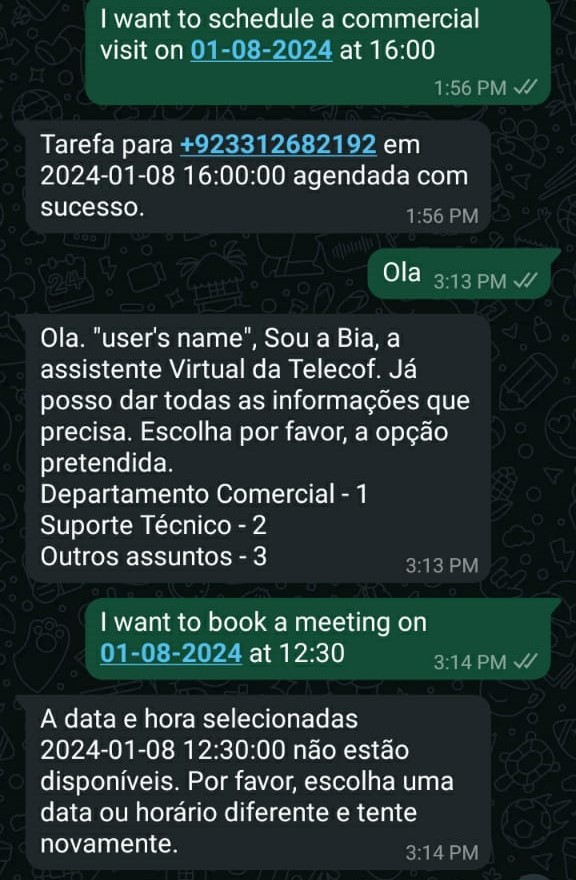 I want to schedule a commercial
visit on 01-08-2024 at 16:00
1:56 PM
Tarefa para +923312682192 em
2024-01-08 16:00:00 agendada com
sucesso.
1:56 PM
Ola 3:13 PM
Ola. "user's name", Sou a Bia, a
assistente Virtual da Telecof. Já
posso dar todas as informações que
precisa. Escolha por favor, a opção
pretendida.
Departamento Comercial - 1
Suporte Técnico - 2
Outros assuntos - 3
3:13 PM
I want to book a meeting on
01-08-2024 at 12:30
3:14 PM
A data e hora selecionadas
2024-01-08 12:30:00 não estão
disponíveis. Por favor, escolha uma
data ou horário diferente e tente
novamente.
3:14 PM